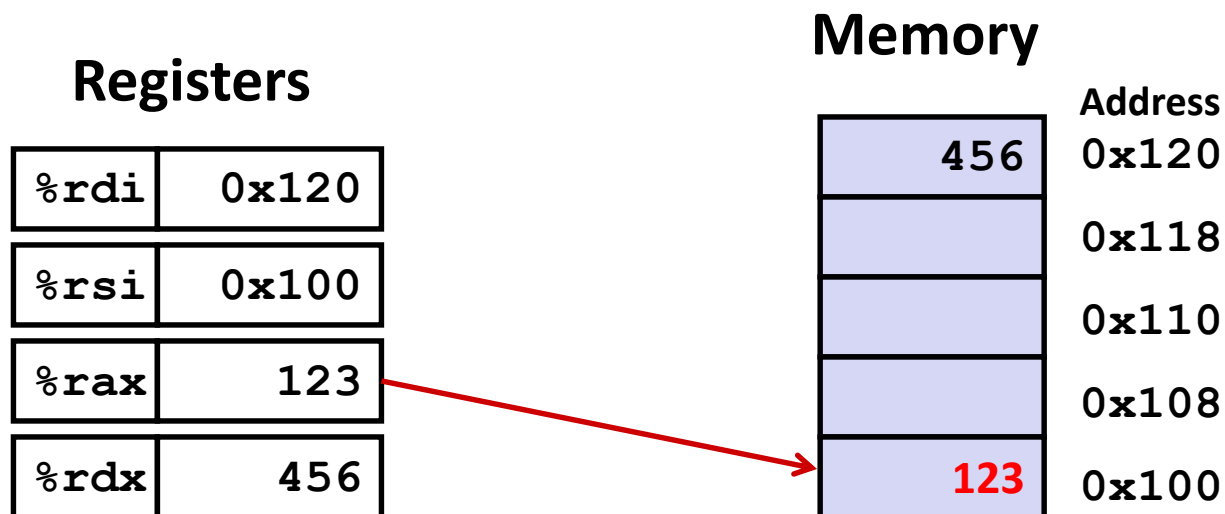 Registers
%rdi 0x120
%rsi 0x100
%rax 123
%rdx 456
Memory
Address
456 0x120
0x118
0x110
0x108
123 0x100